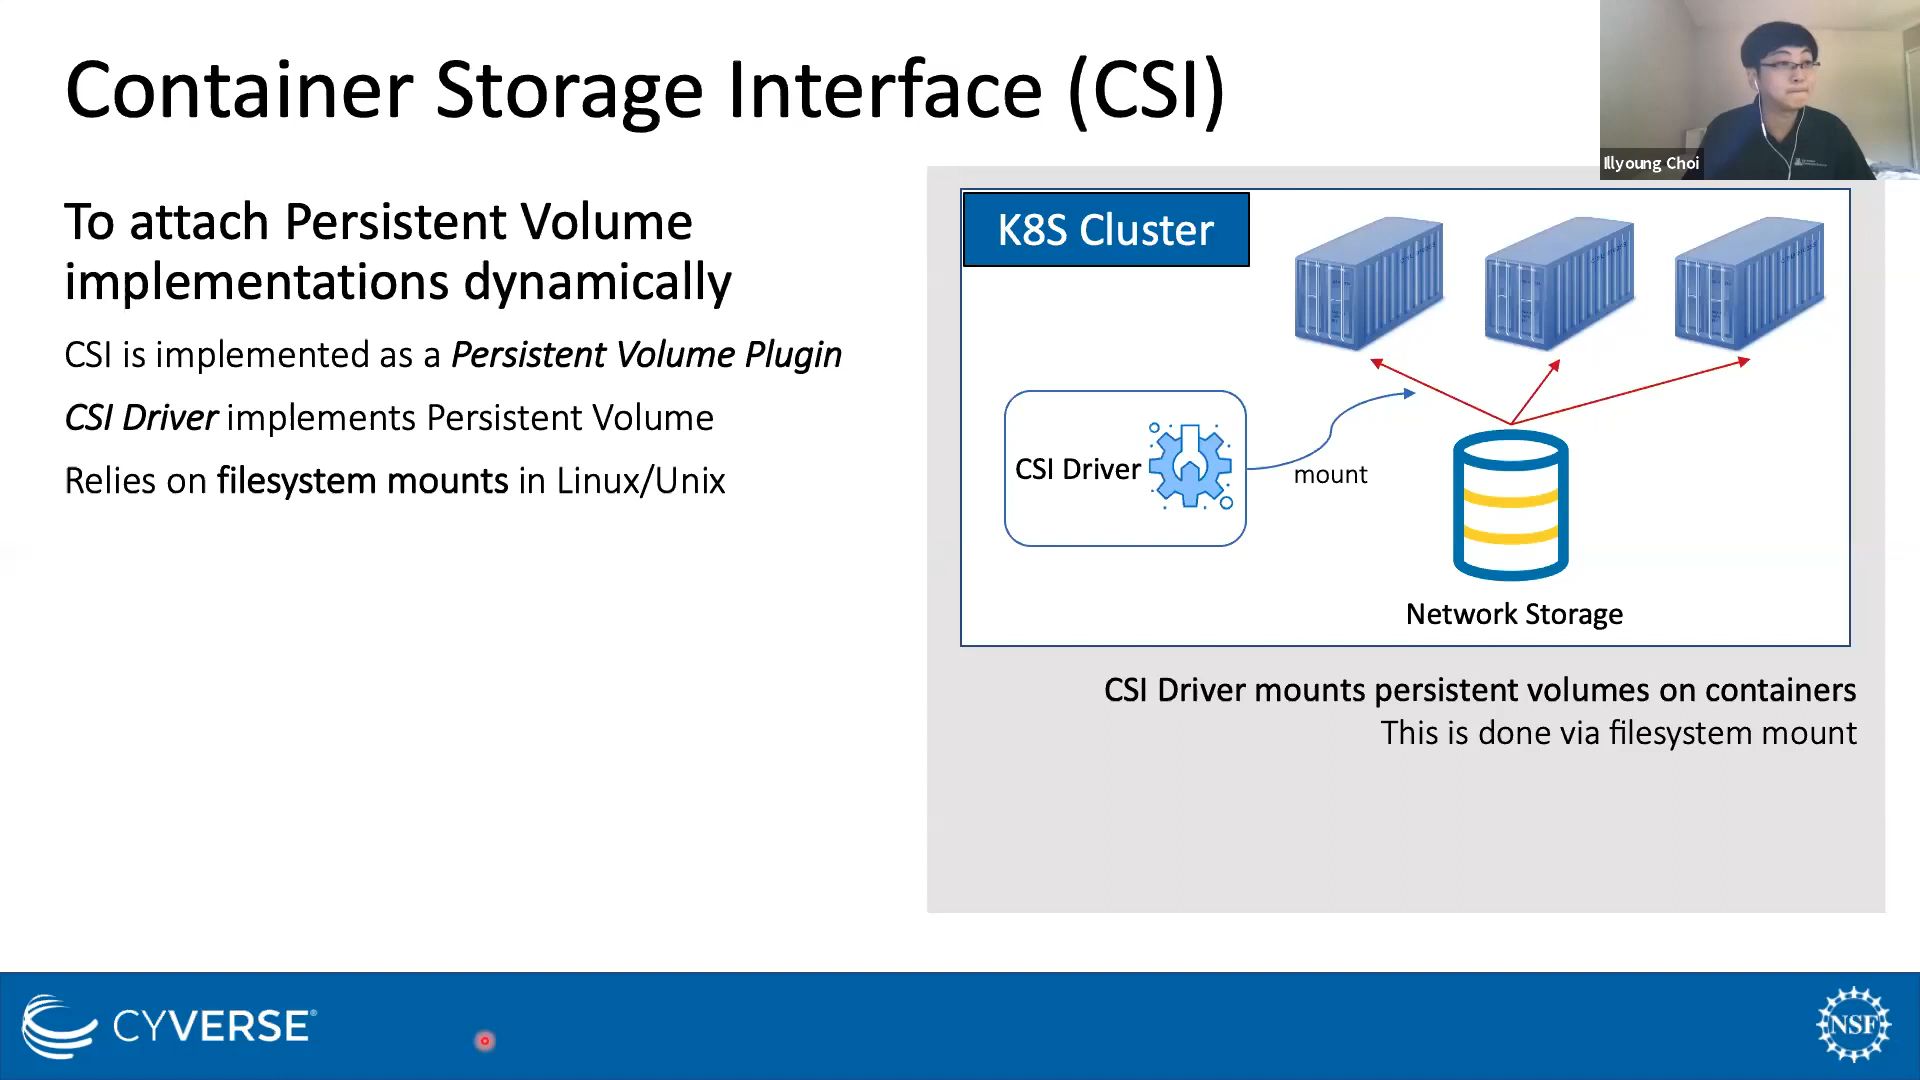 Container Storage Interface (CSI)
Illyoung Choi
To attach Persistent Volume
implementations dynamically
CSI is implemented as a Persistent Volume Plugin
CSI Driver implements Persistent Volume
Relies on filesystem mounts in Linux/Unix
K8S Cluster
CSI Driver
mount
Network Storage
CSI Driver mounts persistent volumes on containers
This is done via filesystem mount
CYVERSE®
NSF